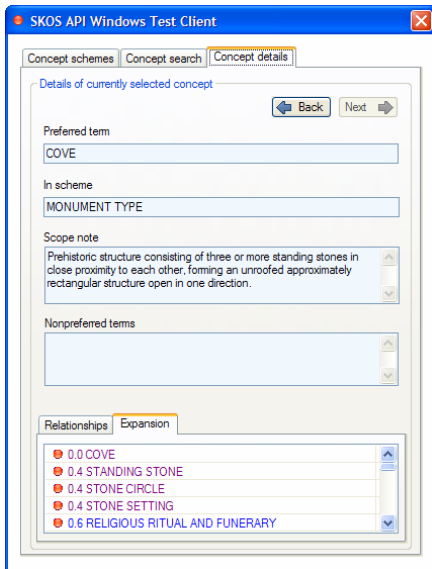 SKOS API Windows Test Client
Concept schemes Concept search Concept details
Details of currently selected concept
Back Next
Preferred term
COVE
In scheme
MONUMENT TYPE
Scope note
Prehistoric structure consisting of three or more standing stones in
close proximity to each other, forming an unroofed approximately
rectangular structure open in one direction.
Nonpreferred terms
Relationships Expansion
0.0 COVE
0.4 STANDING STONE
0.4 STONE CIRCLE
0.4 STONE SETTING
0.6 RELIGIOUS RITUAL AND FUNERARY